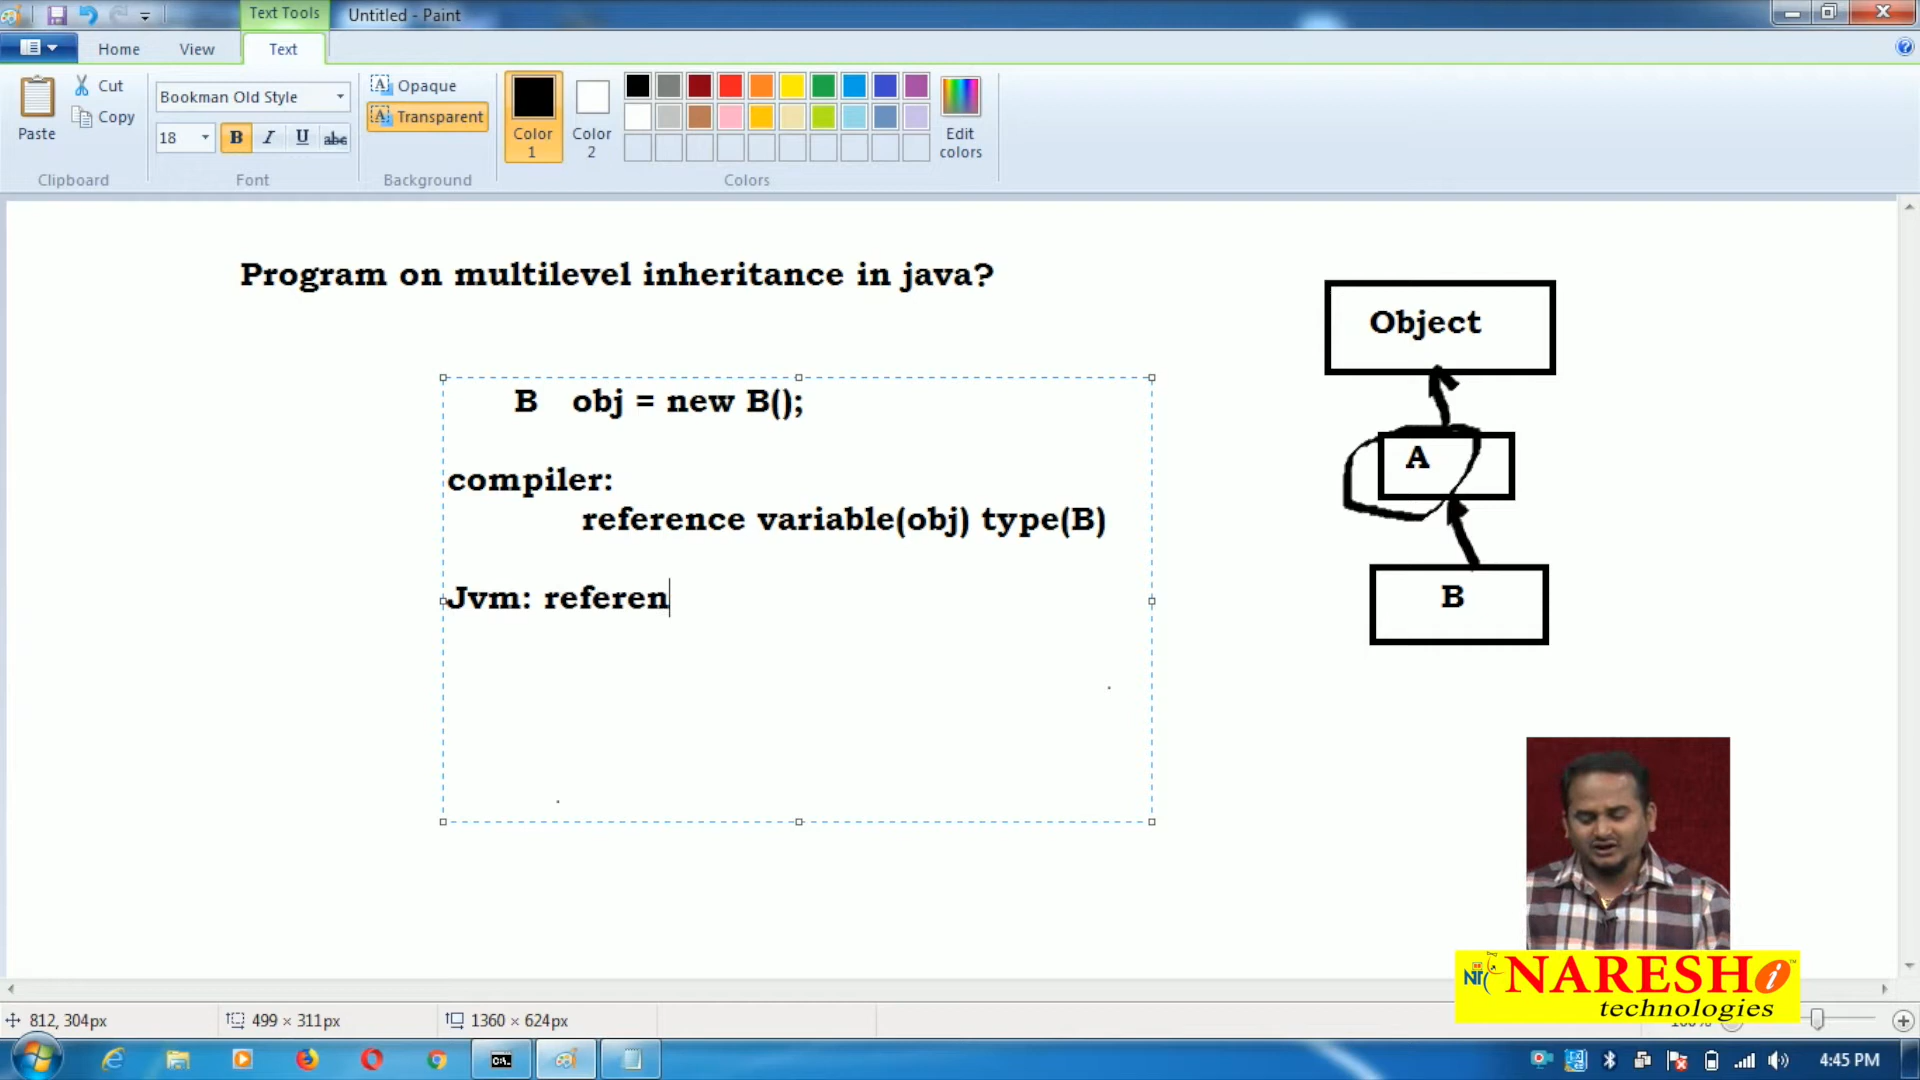 Text Tools
Untitled - Paint
Home
View
Text
Paste
Cut
Copy
Clipboard
Bookman Old Style
18
B I U abc
Font
A Opaque
A Transparent
Background
Color 1
Color 2
Edit colors
Colors
Program on multilevel inheritance in java?
B obj = new B();
compiler:
reference variable(obj) type(B)
Jvm: referen
Object
A
B
NARESH i
technologies
812, 304px
499 × 311px
1360 × 624px
4:45 PM